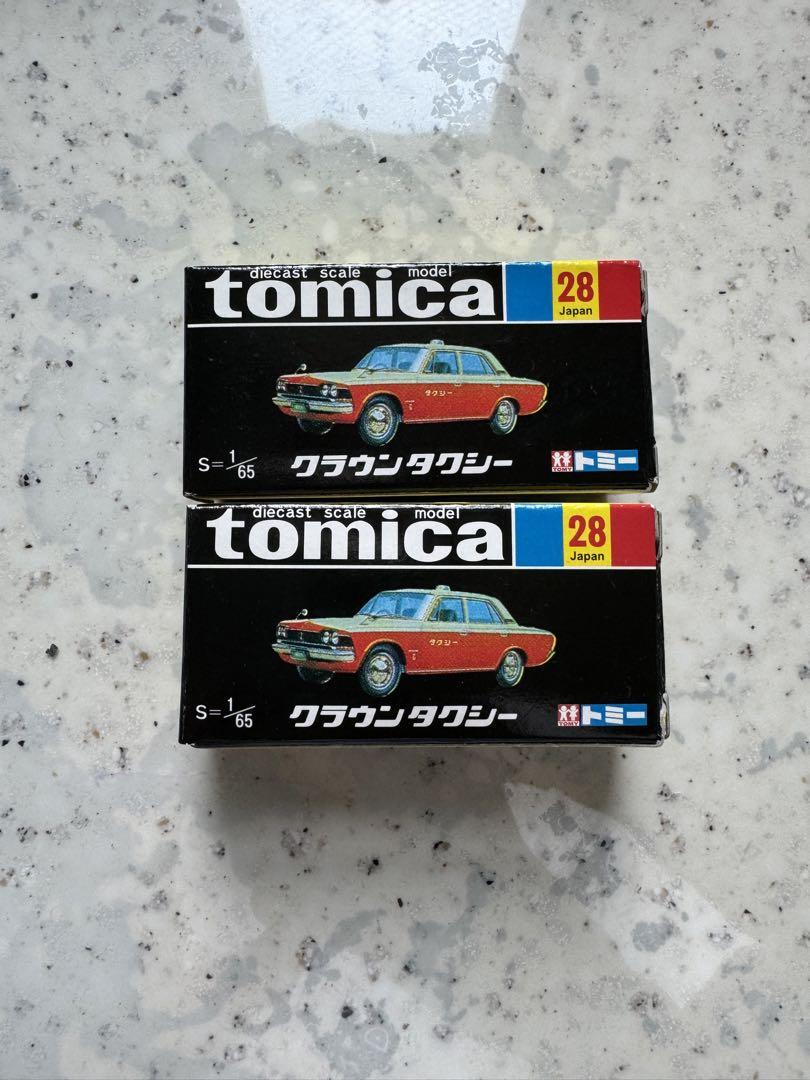 diecast scale model
tomica
28
Japan
タクシー
S=1/65
クラウンタクシー
TOMY
トミー
diecast scale model
tomica
28
Japan
タクシー
S=1/65
クラウンタクシー
TOMY
トミー